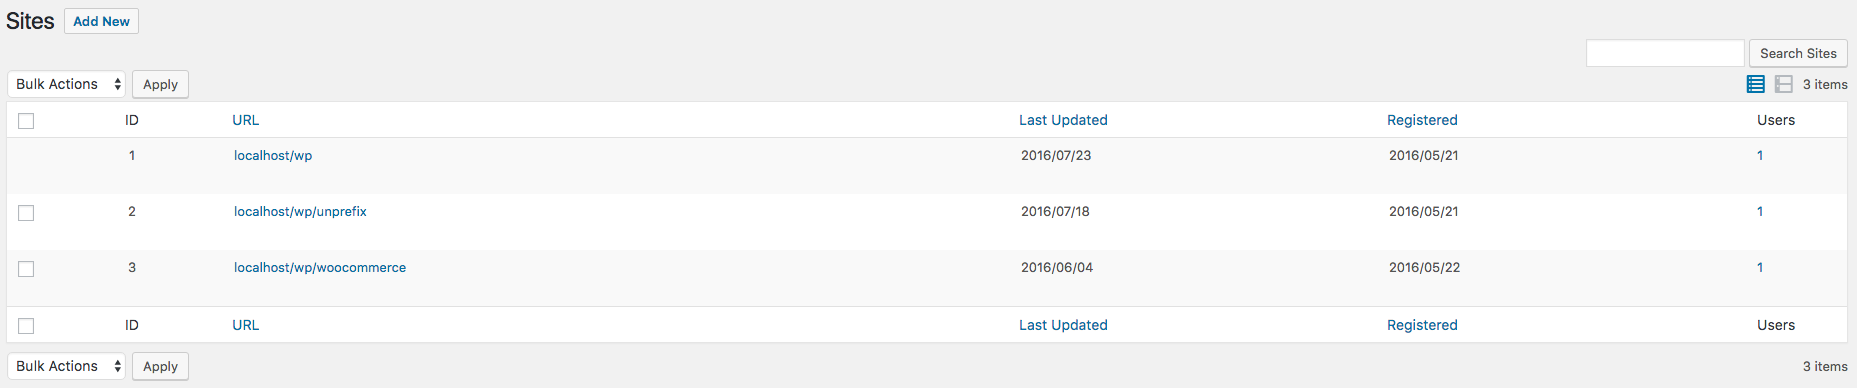 Sites Add New
Search Sites
Bulk Actions Apply 3 items
ID URL Last Updated Registered Users
1 localhost/wp 2016/07/23 2016/05/21 1
2 localhost/wp/unprefix 2016/07/18 2016/05/21 1
3 localhost/wp/woocommerce 2016/06/04 2016/05/22 1
ID URL Last Updated Registered Users
Bulk Actions Apply 3 items